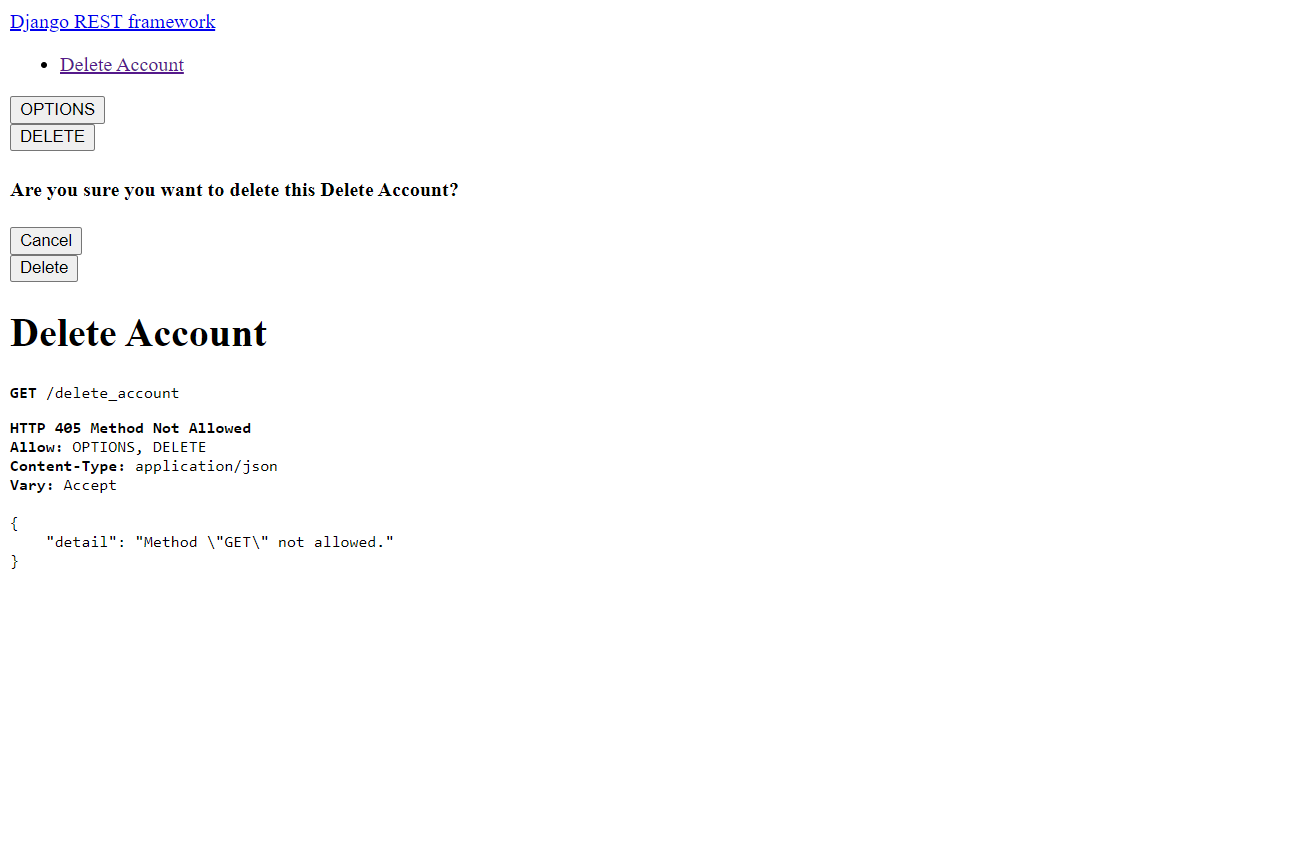 Django REST framework
Delete Account
OPTIONS
DELETE
Are you sure you want to delete this Delete Account?
Cancel
Delete
Delete Account
GET /delete_account
HTTP 405 Method Not Allowed
Allow: OPTIONS, DELETE
Content-Type: application/json
Vary: Accept
{
    "detail": "Method \"GET\" not allowed."
}